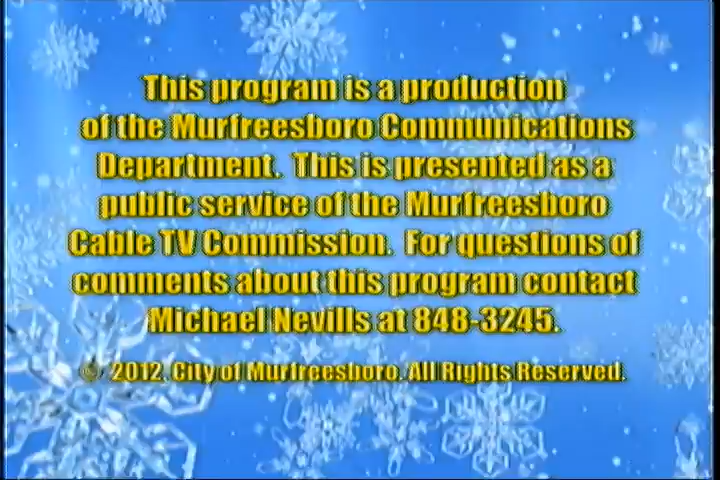 This program is a production
of the Murfreesboro Communications
Department. This is presented as a
public service of the Murfreesboro
Cable TV Commission. For questions of
comments about this program contact
Michael Nevills at 848-3245.
© 2012, City of Murfreesboro. All Rights Reserved.